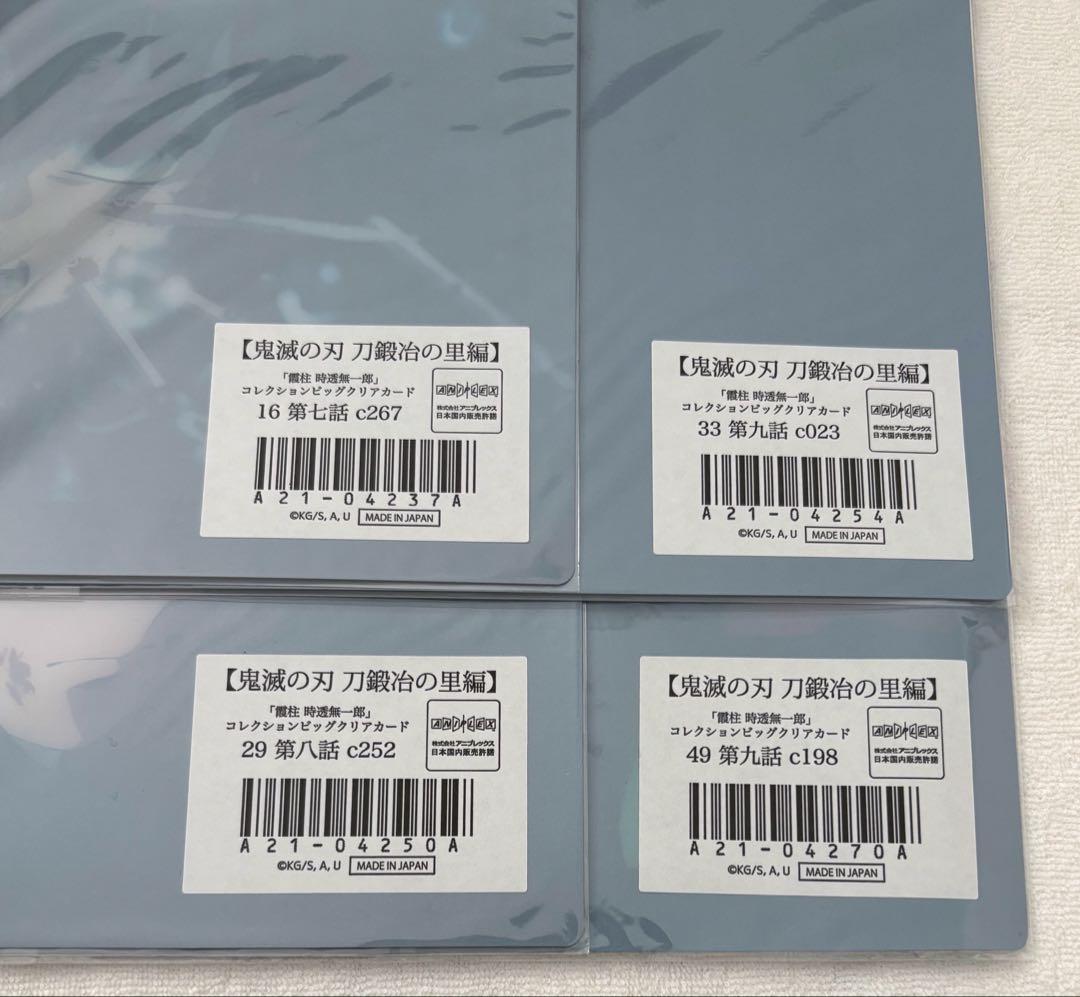 【鬼滅の刃 刀鍛冶の里編】
「霞柱 時透無一郎」
コレクションビッグクリアカード
16 第七話 c267
ANIPLEX
株式会社アニプレックス
日本国内販売許諾
A21-04237A
©KG/S, A, U MADE IN JAPAN
【鬼滅の刃 刀鍛冶の里編】
「霞柱 時透無一郎」
コレクションビッグクリアカード
33 第九話 c023
ANIPLEX
株式会社アニプレックス
日本国内販売許諾
A21-04254A
©KG/S, A, U MADE IN JAPAN
【鬼滅の刃 刀鍛冶の里編】
「霞柱 時透無一郎」
コレクションビッグクリアカード
29 第八話 c252
ANIPLEX
株式会社アニプレックス
日本国内販売許諾
A21-04250A
©KG/S, A, U MADE IN JAPAN
【鬼滅の刃 刀鍛冶の里編】
「霞柱 時透無一郎」
コレクションビッグクリアカード
49 第九話 c198
ANIPLEX
株式会社アニプレックス
日本国内販売許諾
A21-04270A
©KG/S, A, U MADE IN JAPAN